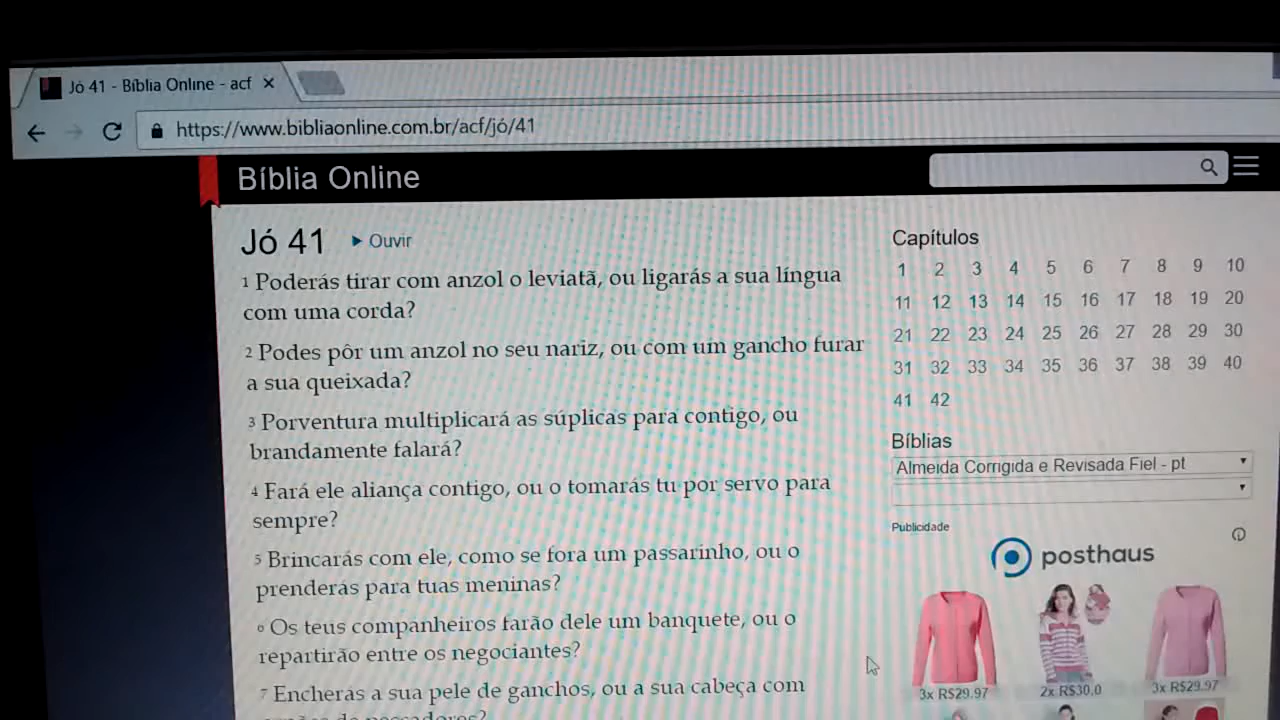 Jó 41 - Bíblia Online - acf ×
https://www.bibliaonline.com.br/acf/jó/41
Bíblia Online
Jó 41 Ouvir
1 Poderás tirar com anzol o leviatã, ou ligarás a sua língua
com uma corda?
2 Podes pôr um anzol no seu nariz, ou com um gancho furar
a sua queixada?
3 Porventura multiplicará as súplicas para contigo, ou
brandamente falará?
4 Fará ele aliança contigo, ou o tomarás tu por servo para
sempre?
5 Brincarás com ele, como se fora um passarinho, ou o
prenderás para tuas meninas?
6 Os teus companheiros farão dele um banquete, ou o
repartirão entre os negociantes?
7 Encherás a sua pele de ganchos, ou a sua cabeça com
Capítulos
1 2 3 4 5 6 7 8 9 10
11 12 13 14 15 16 17 18 19 20
21 22 23 24 25 26 27 28 29 30
31 32 33 34 35 36 37 38 39 40
41 42
Bíblias
Almeida Corrigida e Revisada Fiel - pt
Publicidade
posthaus
3x R$29.97 2x R$30.0 3x R$29.97